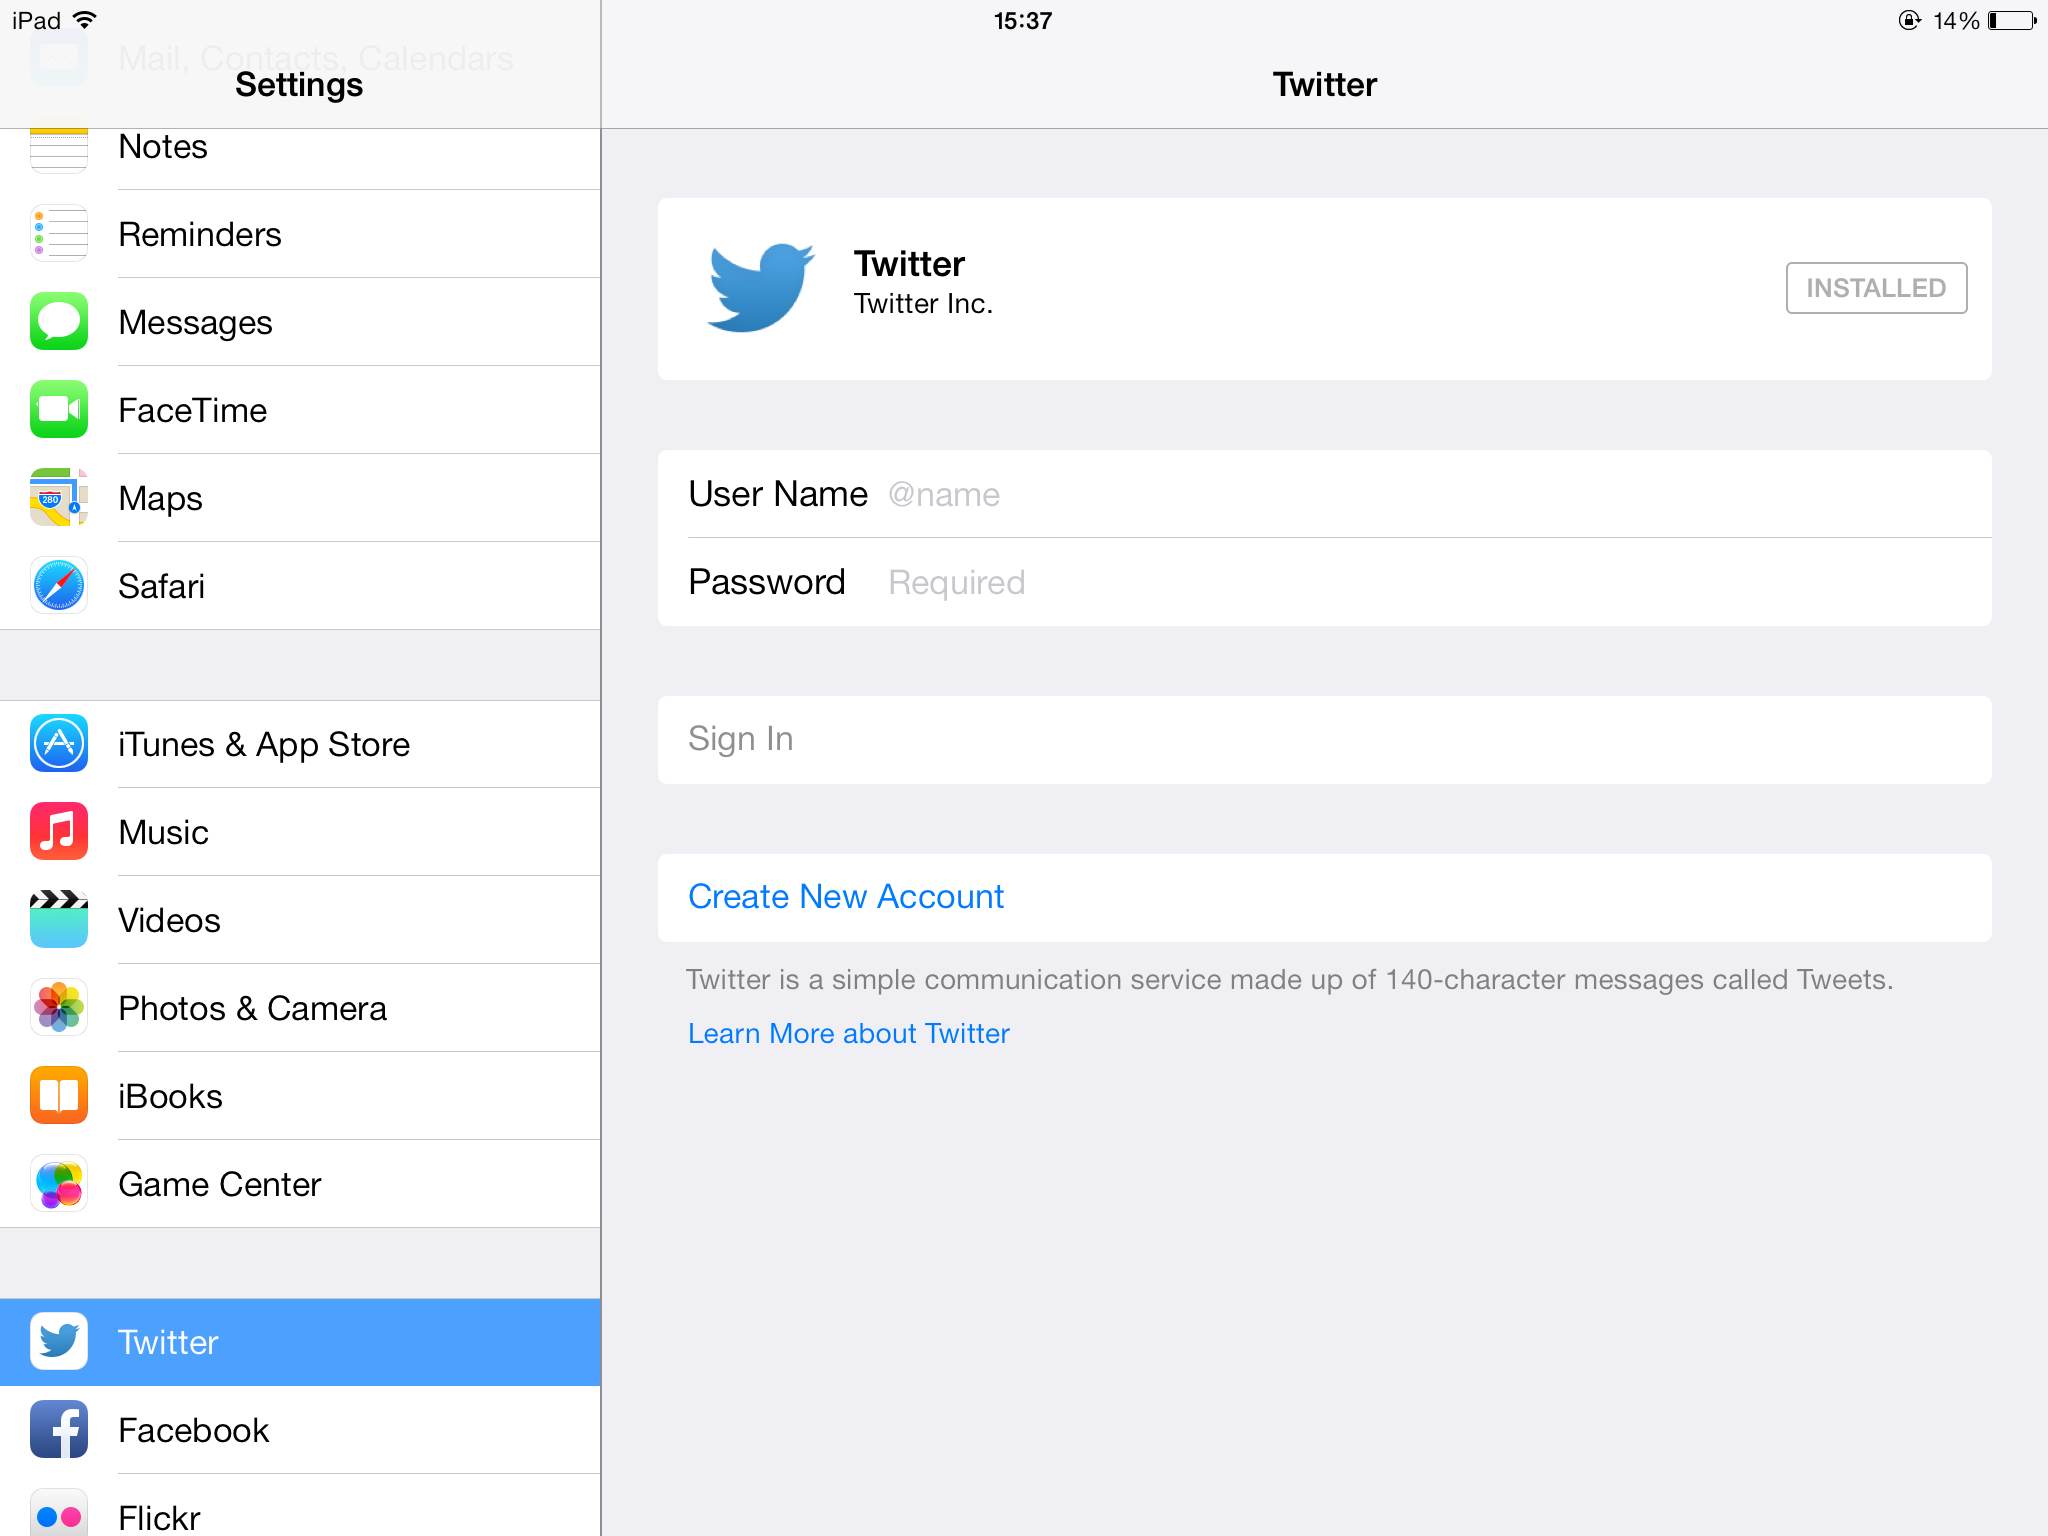 iPad
15:37
14%
Mail, Contacts, Calendars
Settings
Notes
Reminders
Messages
FaceTime
280
Maps
Safari
iTunes & App Store
Music
Videos
Photos & Camera
iBooks
Game Center
Twitter
Facebook
Flickr
Twitter
Twitter
Twitter Inc.
INSTALLED
User Name @name
Password Required
Sign In
Create New Account
Twitter is a simple communication service made up of 140-character messages called Tweets.
Learn More about Twitter